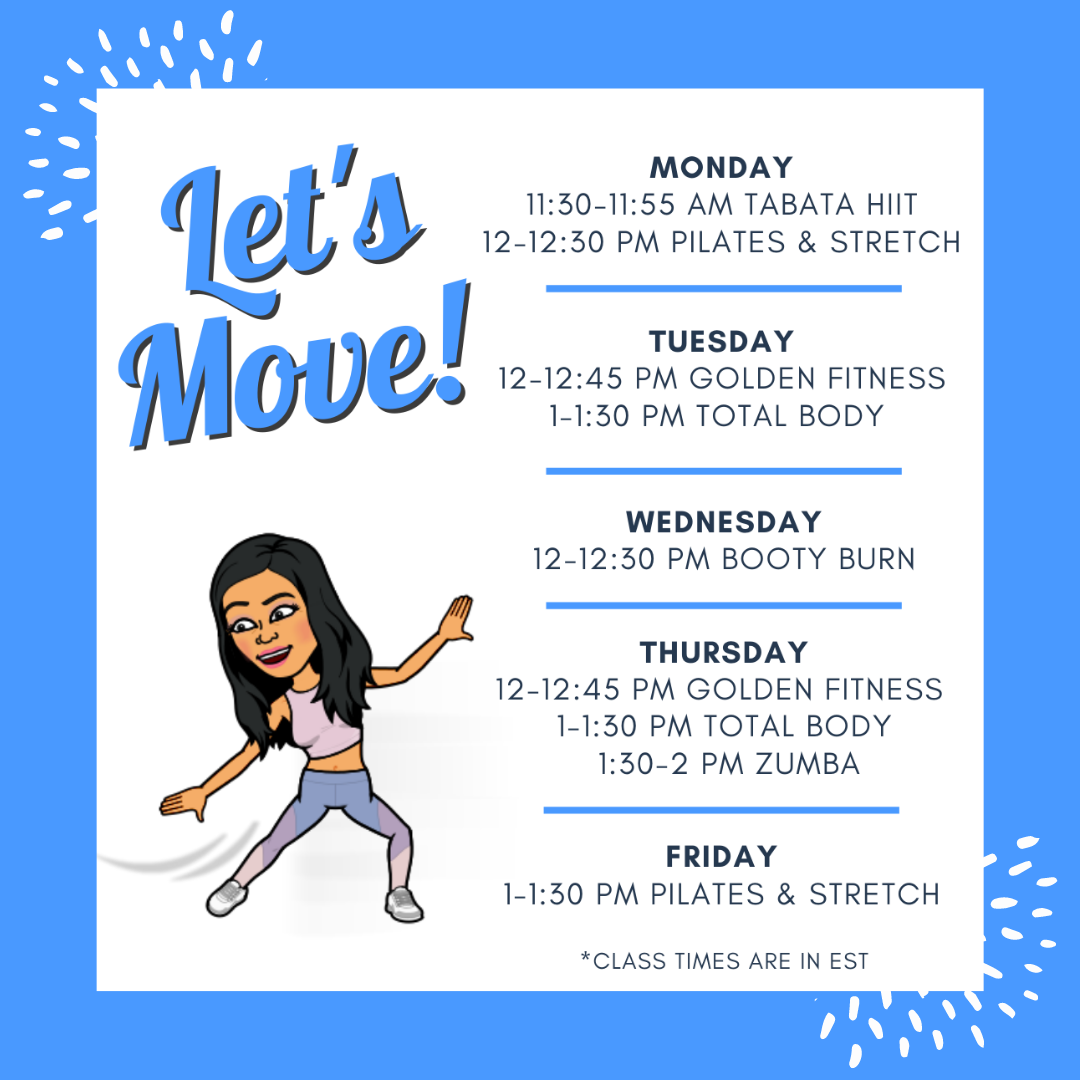 Let's
Move!
MONDAY
11:30-11:55 AM TABATA HIIT
12-12:30 PM PILATES & STRETCH
TUESDAY
12-12:45 PM GOLDEN FITNESS
1-1:30 PM TOTAL BODY
WEDNESDAY
12-12:30 PM BOOTY BURN
THURSDAY
12-12:45 PM GOLDEN FITNESS
1-1:30 PM TOTAL BODY
1:30-2 PM ZUMBA
FRIDAY
1-1:30 PM PILATES & STRETCH
*CLASS TIMES ARE IN EST